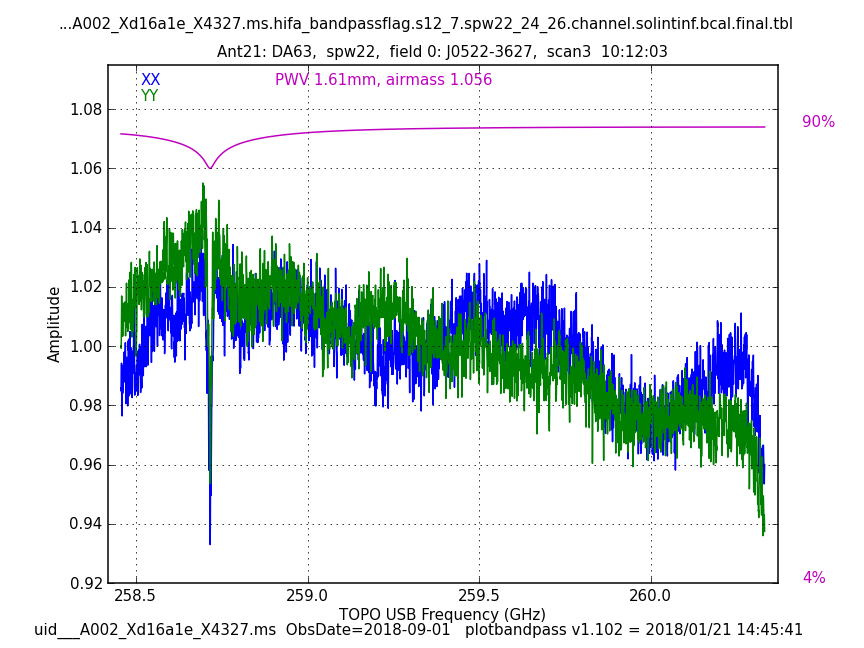 ...A002_Xd16a1e_X4327.ms.hifa_bandpassflag.s12_7.spw22_24_26.channel.solintinf.bcal.final.tbl
Ant21: DA63,  spw22,  field 0: J0522-3627,  scan3  10:12:03
XX
PWV 1.61mm, airmass 1.056
YY
1.08
90%
1.06
1.04
1.02
1.00
Amplitude
0.98
0.96
0.94
4%
0.92
258.5
259.0
259.5
260.0
TOPO USB Frequency (GHz)
uid___A002_Xd16a1e_X4327.ms  ObsDate=2018-09-01   plotbandpass v1.102 = 2018/01/21 14:45:41